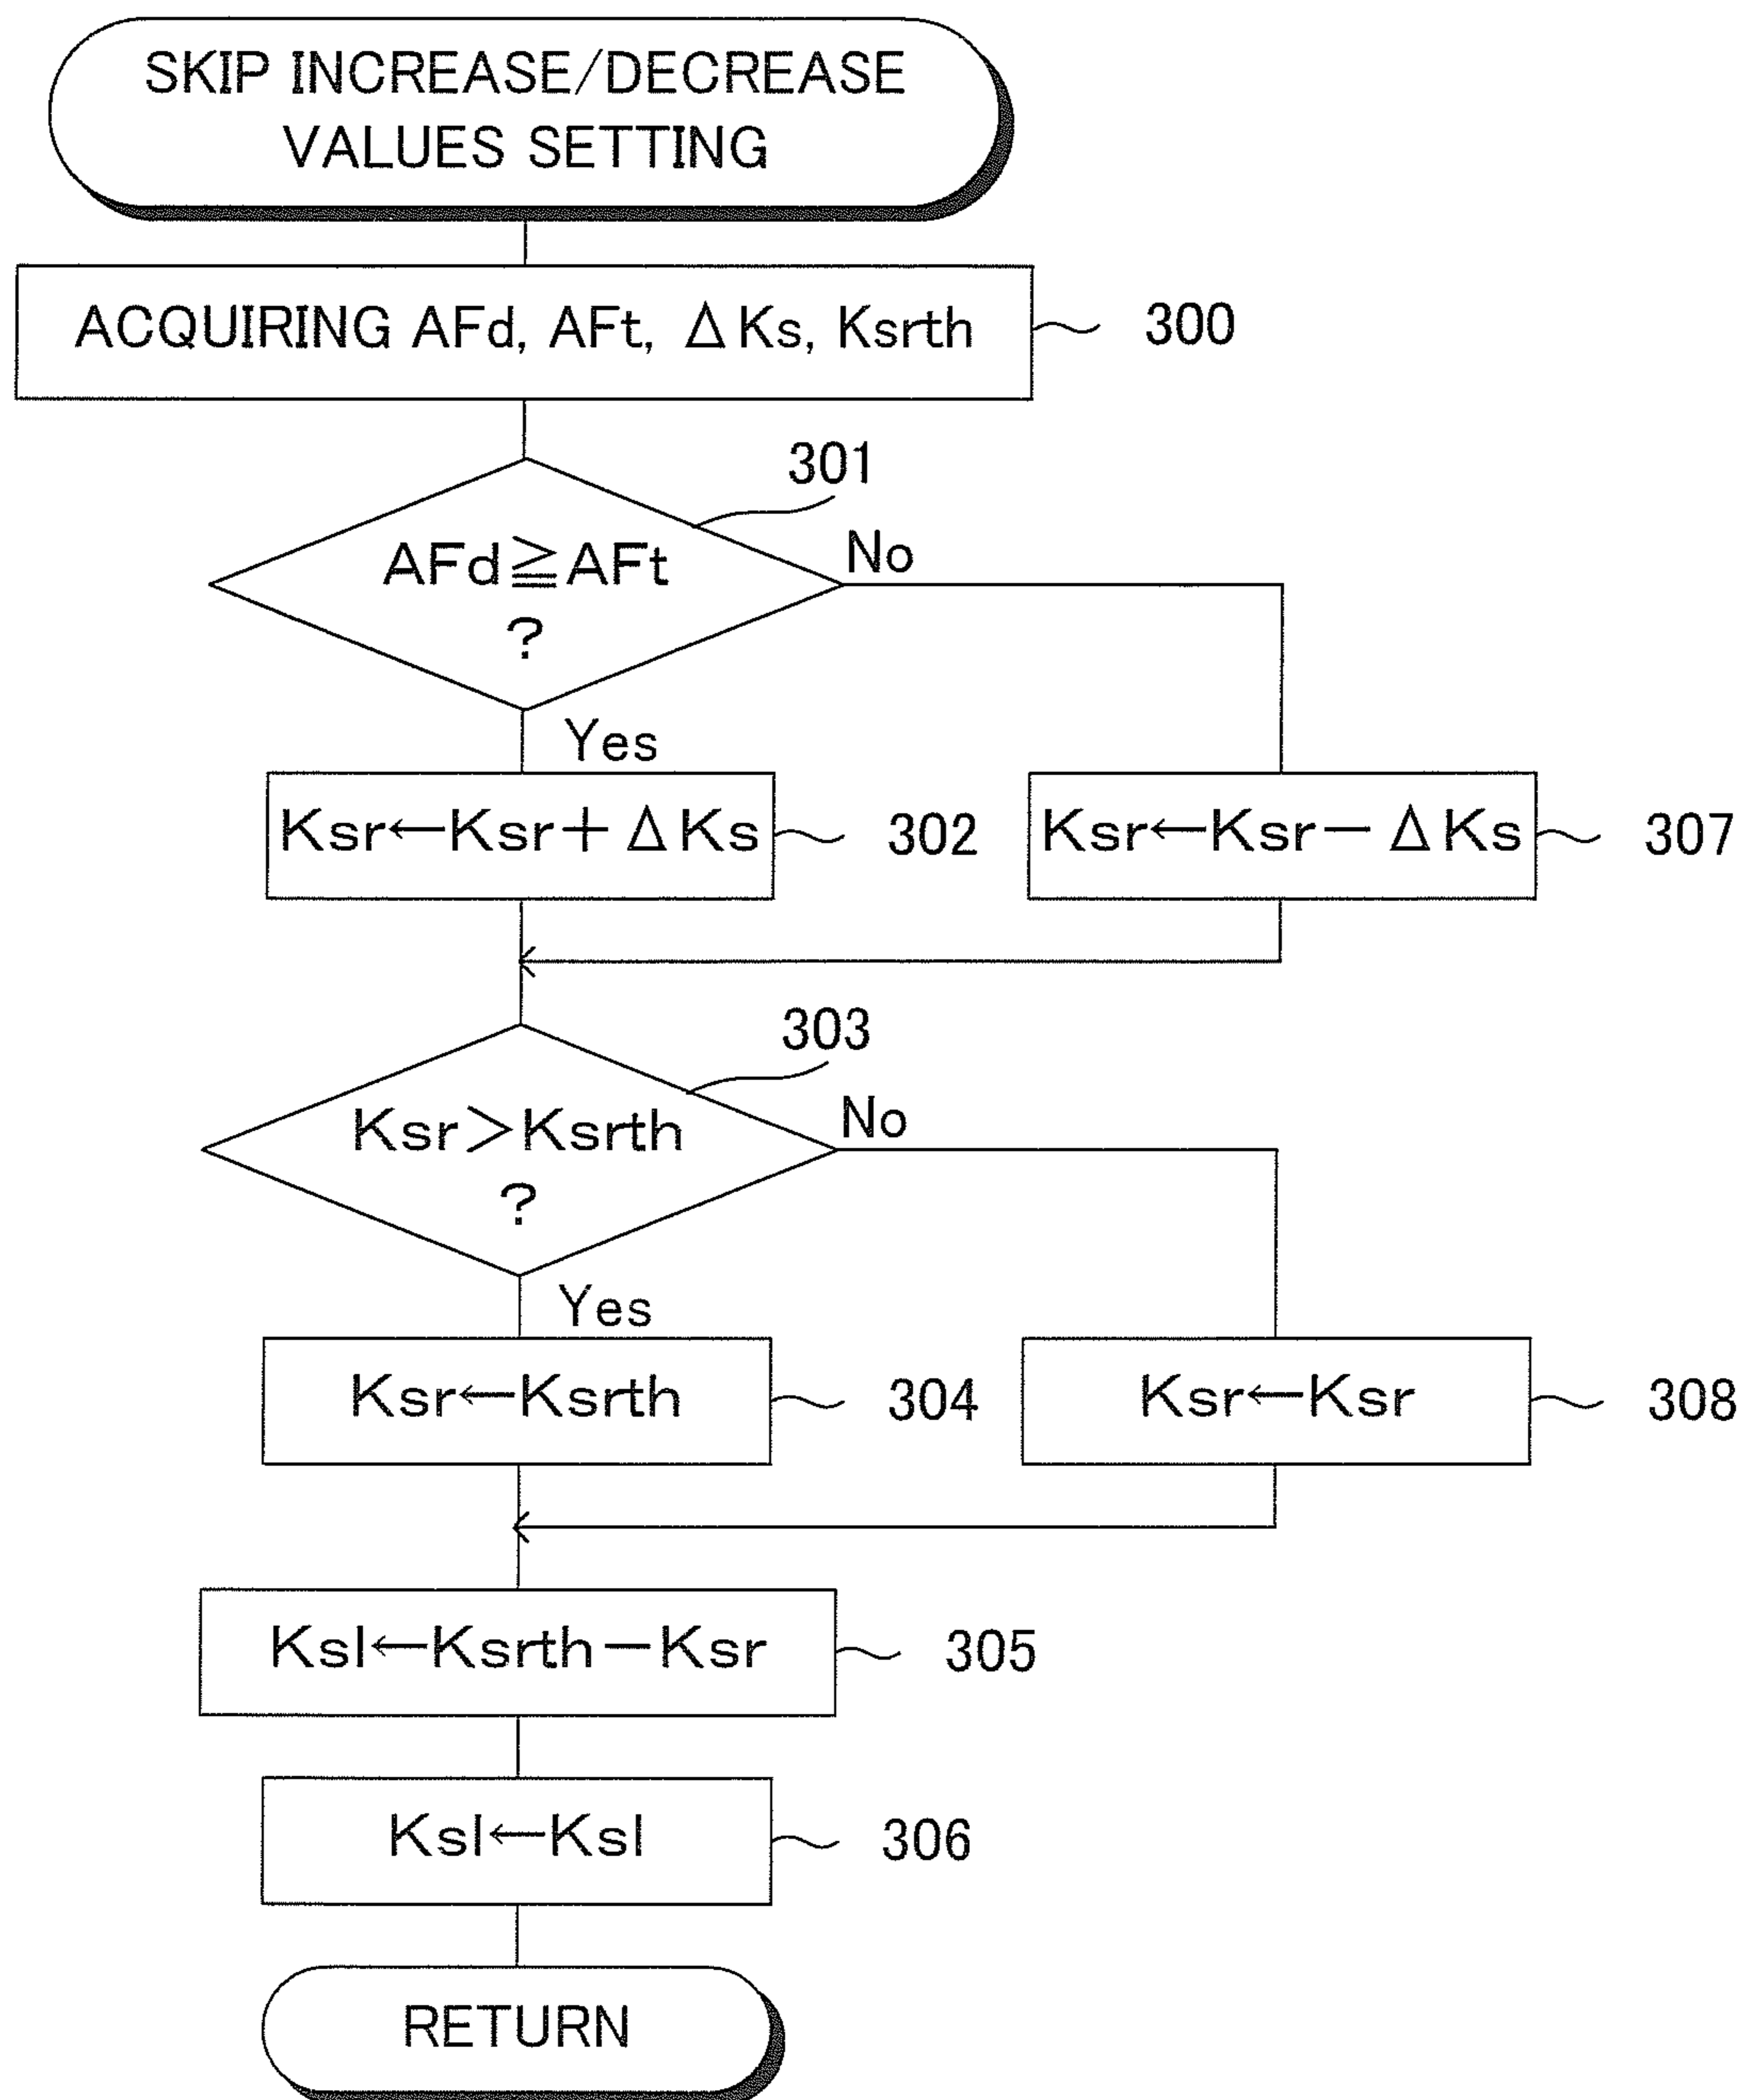 SKIP INCREASE/DECREASE
VALUES SETTING
ACQUIRING AFd, AFt, ΔKs, Ksrth
300
301
AFd≧AFt
?
No
Yes
Ksr←Ksr+ΔKs
302
Ksr←Ksr−ΔKs
307
303
Ksr>Ksrth
?
No
Yes
Ksr←Ksrth
304
Ksr←Ksr
308
Ksl←Ksrth−Ksr
305
Ksl←Ksl
306
RETURN